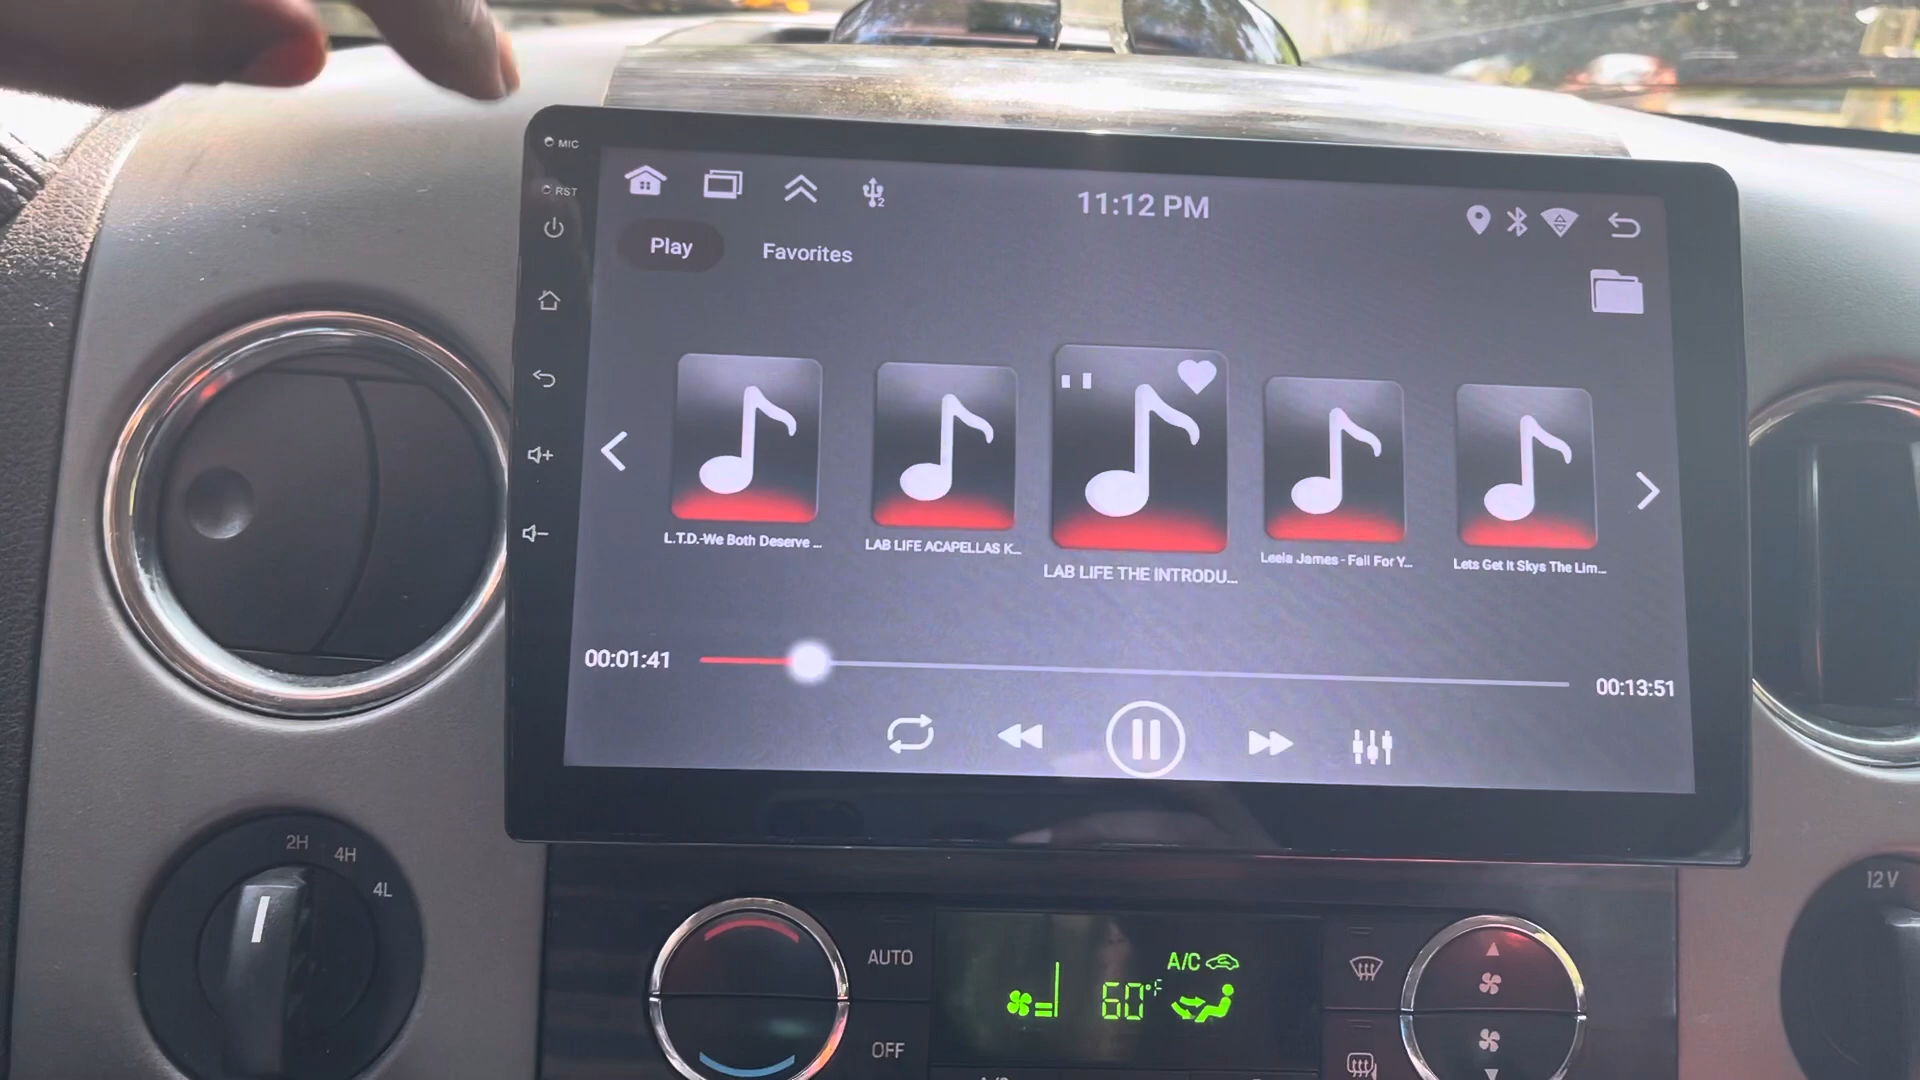 MIC
RST
11:12 PM
Play
Favorites
L.T.D.-We Both Deserve ...
LAB LIFE ACAPELLAS K...
LAB LIFE THE INTRODU...
Leela James - Fall For Y...
Lets Get It Skys The Lim...
00:01:41
00:13:51
2H
4H
4L
12V
AUTO
A/C
60°F
OFF